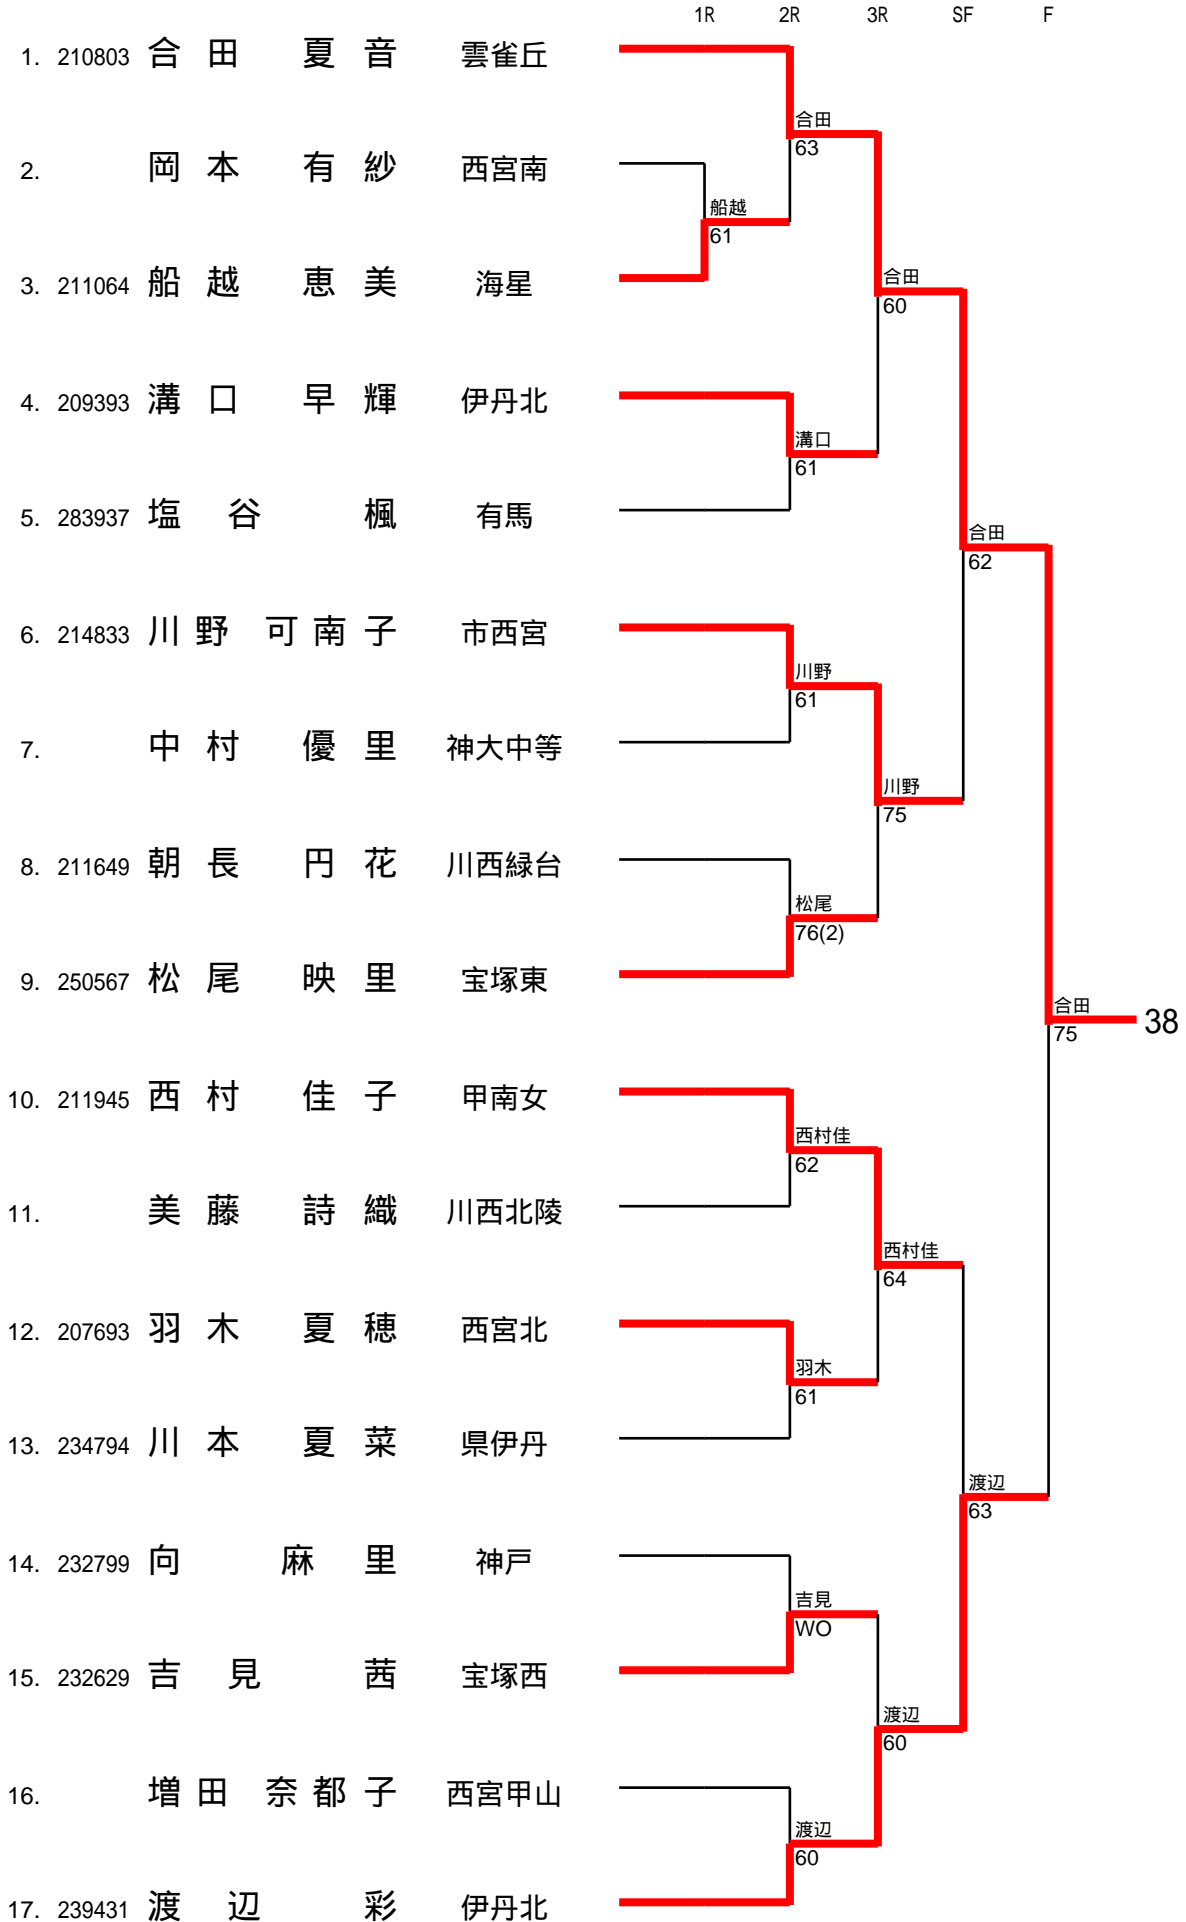 1R 2R 3R SF F
1. 210803 合田 夏音 雲雀丘
合田
63
2. 岡本 有紗 西宮南
船越
61
3. 211064 船越 恵美 海星
合田
60
4. 209393 溝口 早輝 伊丹北
溝口
61
5. 283937 塩谷 楓 有馬
合田
62
6. 214833 川野 可南子 市西宮
川野
61
7. 中村 優里 神大中等
川野
75
8. 211649 朝長 円花 川西緑台
松尾
76(2)
9. 250567 松尾 映里 宝塚東
合田
75
38
10. 211945 西村 佳子 甲南女
西村佳
62
11. 美藤 詩織 川西北陵
西村佳
64
12. 207693 羽木 夏穂 西宮北
羽木
61
13. 234794 川本 夏菜 県伊丹
渡辺
63
14. 232799 向 麻里 神戸
吉見
WO
15. 232629 吉見 茜 宝塚西
渡辺
60
16. 増田 奈都子 西宮甲山
渡辺
60
17. 239431 渡辺 彩 伊丹北